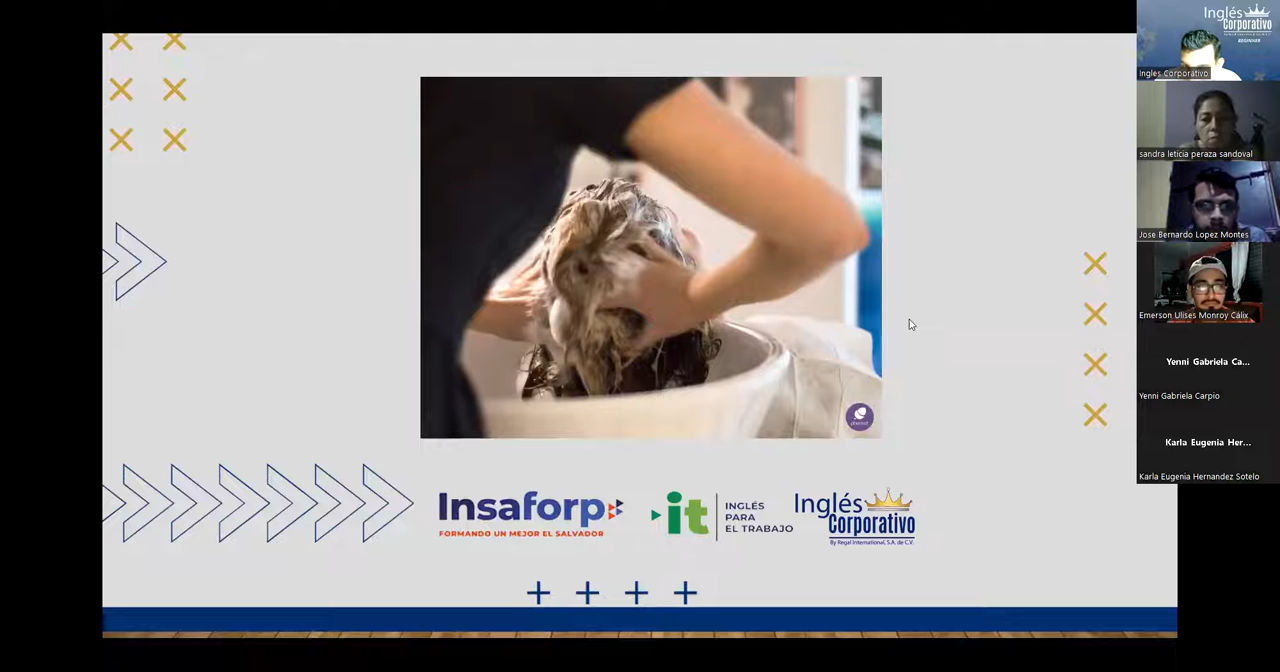 Inglés
Corporativo
BEGINNER
Ingles Corporativo
sandra leticia peraza sandoval
Jose Bernardo Lopez Montes
Emerson Ulises Monroy Cálix
Yenni Gabriela Ca...
Yenni Gabriela Carpio
Karla Eugenia Her...
Karla Eugenia Hernandez Sotelo
Insaforp
FORMANDO UN MEJOR EL SALVADOR
it
INGLÉS
PARA
EL TRABAJO
Inglés
Corporativo
By Regal International, S.A. de C.V.